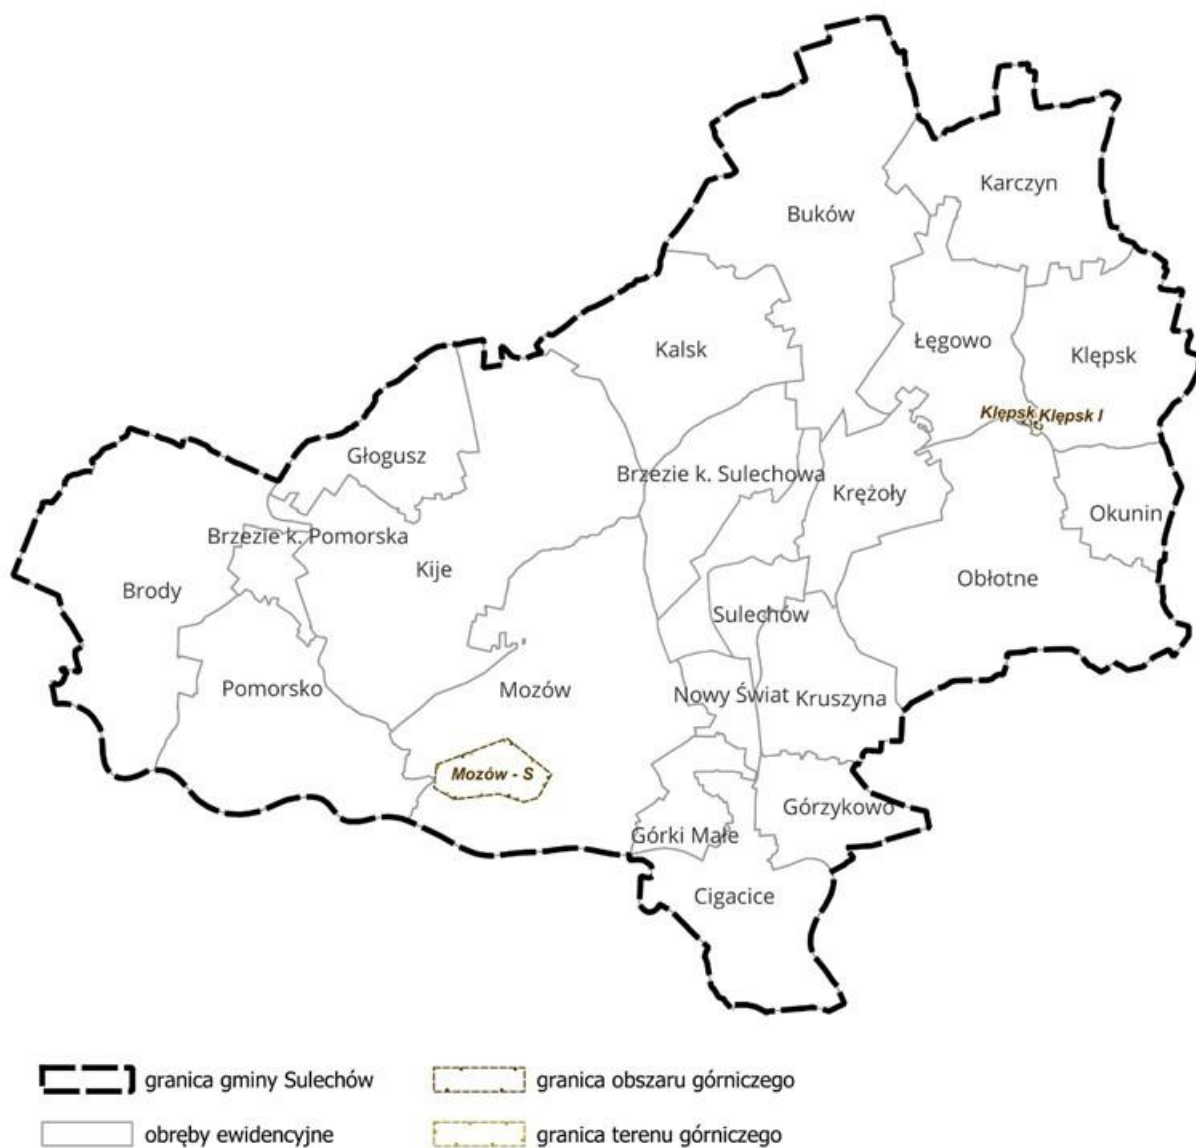 Karczyn
Buków
Łęgowo
Kalsk
Klępsk
Klępsk
Klępsk I
Głogusz
Brzezie k. Sulechowa
Krężoły
Okunin
Brzezie k. Pomorska
Kije
Obłotne
Brody
Sulechów
Pomorsko
Mozów
Nowy Świat
Kruszyna
Mozów - S
Górzykowo
Górki Małe
Cigacice
granica gminy Sulechów
granica obszaru górniczego
obręby ewidencyjne
granica terenu górniczego